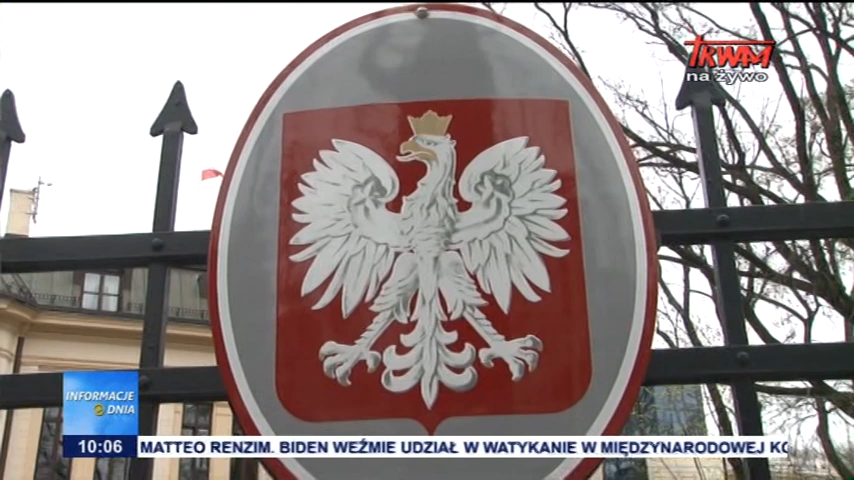 TRWAM
na żywo
INFORMACJE
DNIA
10:06
MATTEO RENZIM. BIDEN WEŹMIE UDZIAŁ W WATYKANIE W MIĘDZYNARODOWEJ